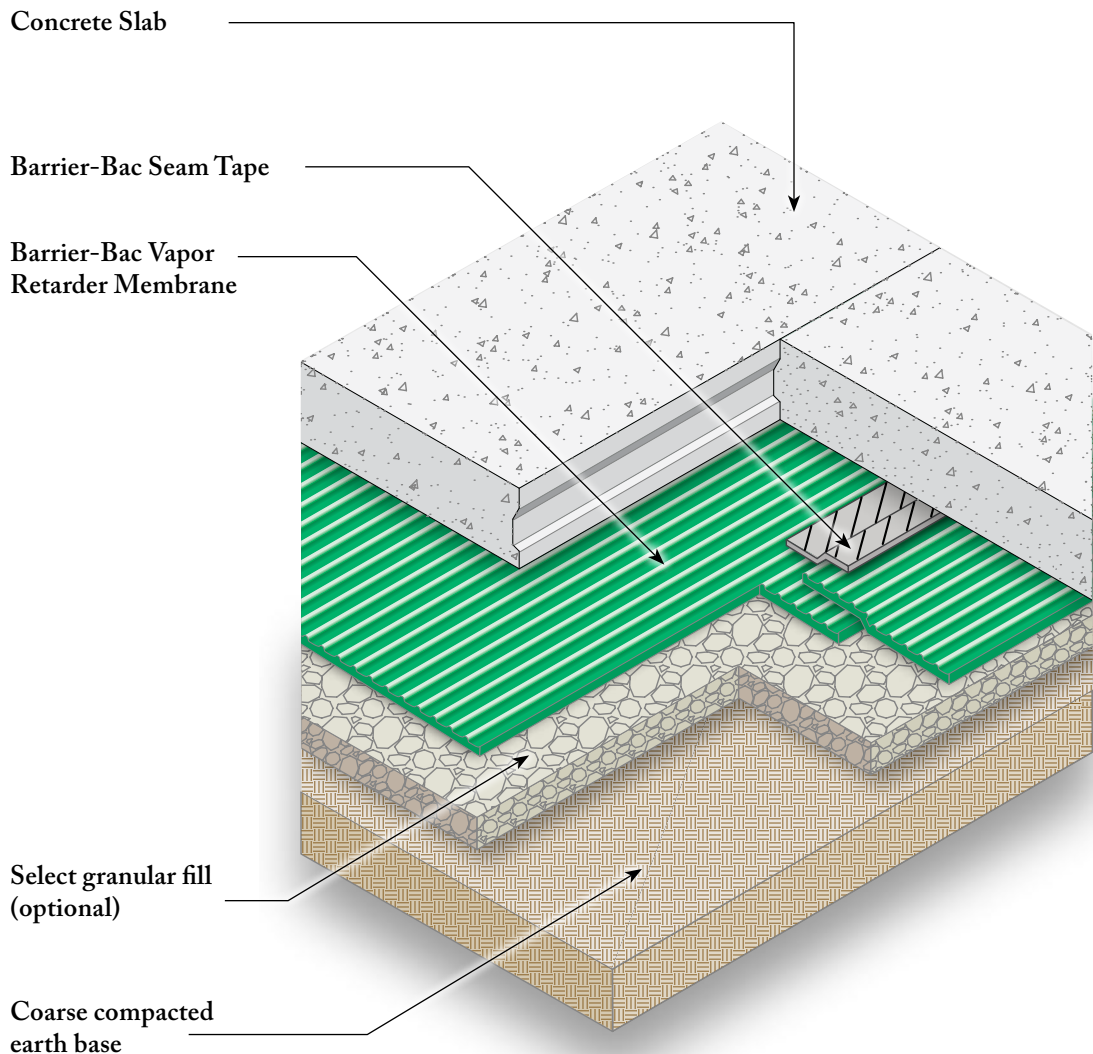 Concrete Slab
Barrier-Bac Seam Tape
Barrier-Bac Vapor
Retarder Membrane
Select granular fill
(optional)
Coarse compacted
earth base